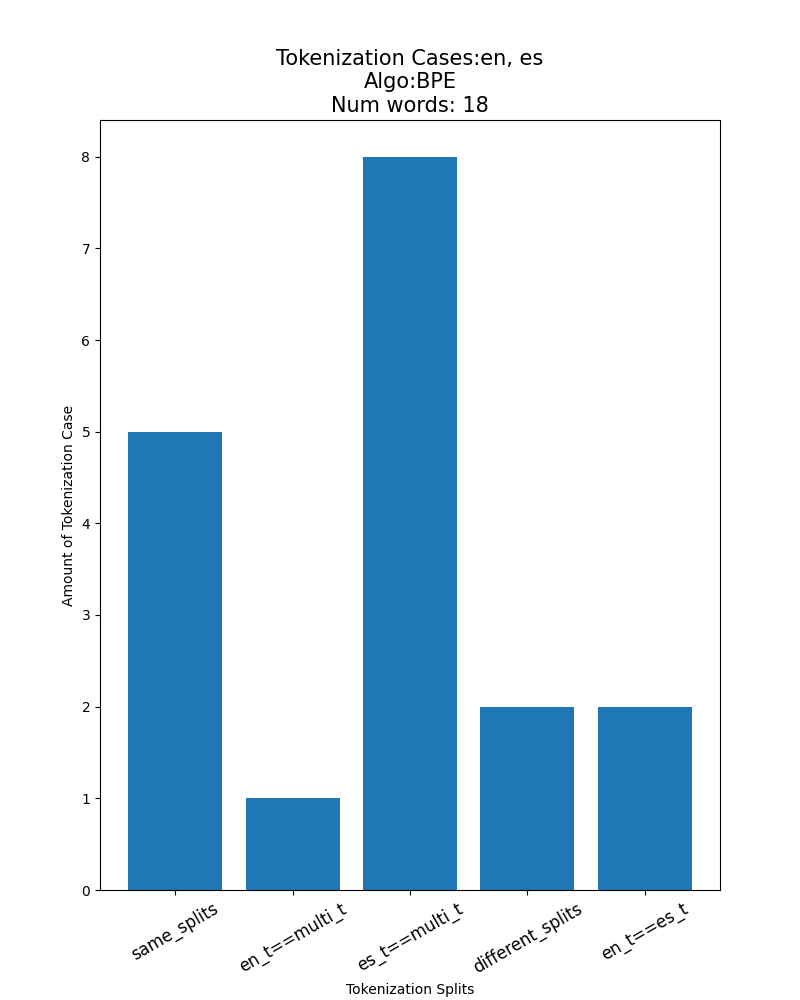 Tokenization Cases:en, es
Algo:BPE
Num words: 18
8
7
6
5
4
3
2
1
0
Amount of Tokenization Case
same_splits
en_t==multi_t
es_t==multi_t
different_splits
en_t==es_t
Tokenization Splits